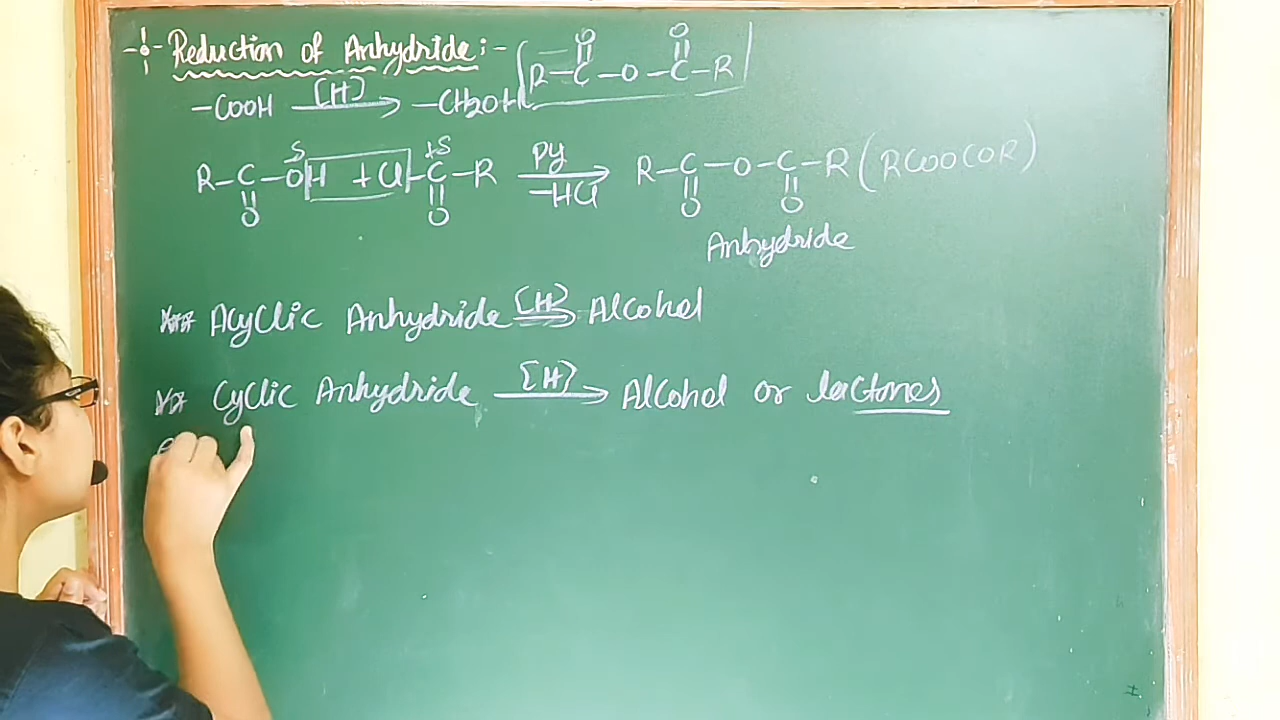 Reduction of Anhydride :-
O O
|| ||
R-C-O-C-R
-COOH [H] → -CH2OH
δ +δ
R-C-OH + Cl-C-R Py → -HCl R-C-O-C-R (RCOOCOR)
|| || || ||
O O O O
Anhydride
*** Acyclic Anhydride [H] → Alcohol
** Cyclic Anhydride [H] → Alcohol or lactones